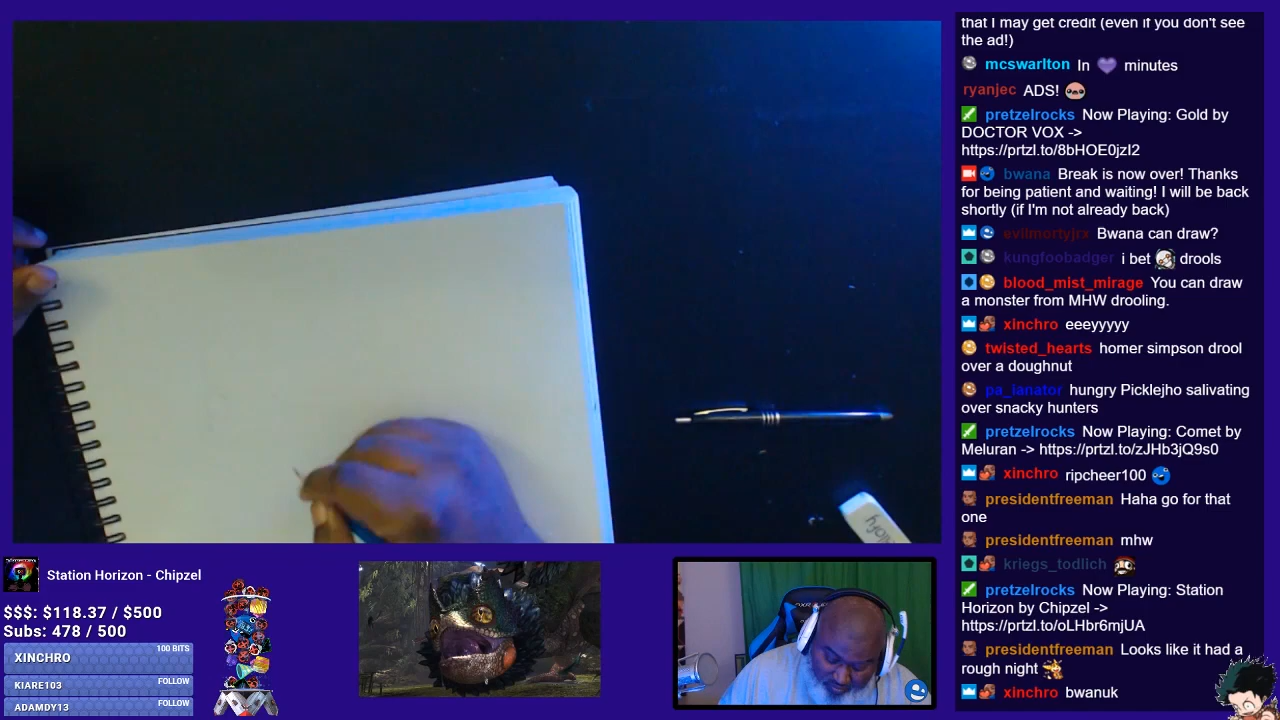 that I may get credit (even if you don't see
the ad!)
mcswarlton In minutes
ryanjec ADS!
pretzelrocks Now Playing: Gold by
DOCTOR VOX ->
https://prtzl.to/8bHOE0jzI2
bwana Break is now over! Thanks
for being patient and waiting! I will be back
shortly (if I'm not already back)
evilmortyjrx Bwana can draw?
kungfoobadger i bet drools
blood_mist_mirage You can draw
a monster from MHW drooling.
xinchro eeeyyyyy
twisted_hearts homer simpson drool
over a doughnut
pa_ianator hungry Picklejho salivating
over snacky hunters
pretzelrocks Now Playing: Comet by
Meluran -> https://prtzl.to/zJHb3jQ9s0
xinchro ripcheer100
presidentfreeman Haha go for that
one
presidentfreeman mhw
kriegs_todlich
pretzelrocks Now Playing: Station
Horizon by Chipzel ->
https://prtzl.to/oLHbr6mjUA
presidentfreeman Looks like it had a
rough night
xinchro bwanuk
Station Horizon - Chipzel
$$$: $118.37 / $500
Subs: 478 / 500
XINCHRO 100 BITS
KIARE103 FOLLOW
ADAMDY13 FOLLOW